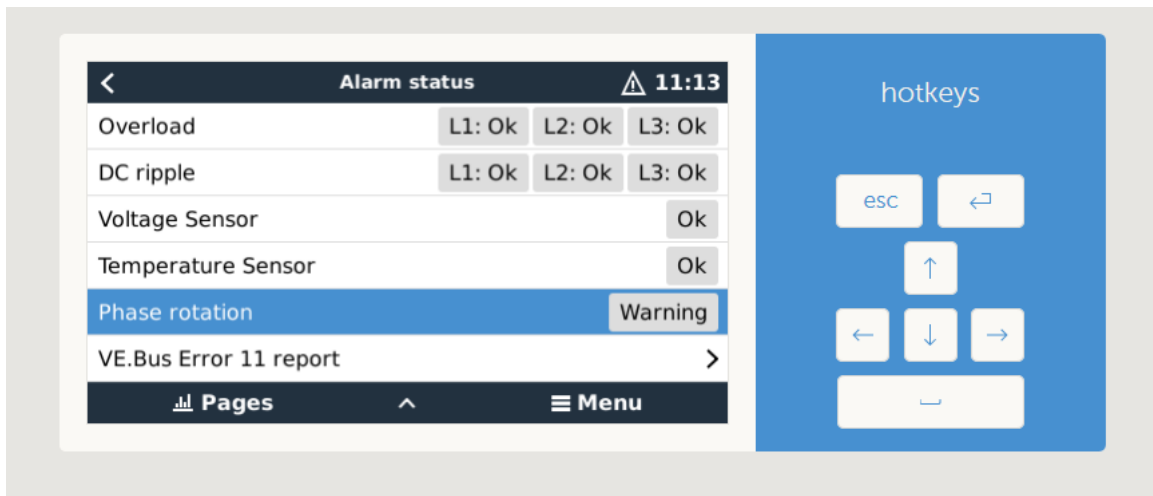 Alarm status 11:13
Overload L1: Ok L2: Ok L3: Ok
DC ripple L1: Ok L2: Ok L3: Ok
Voltage Sensor Ok
Temperature Sensor Ok
Phase rotation Warning
VE.Bus Error 11 report
Pages Menu
hotkeys
esc